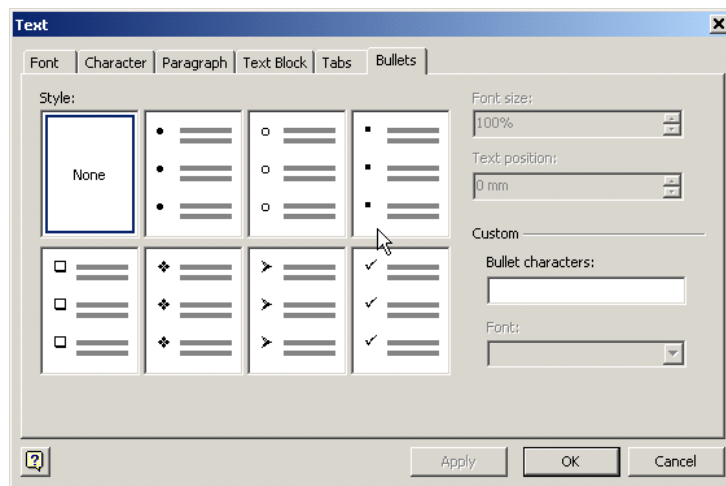 Text
Font Character Paragraph Text Block Tabs Bullets
Style:
None
Font size:
100%
Text position:
0 mm
Custom
Bullet characters:
Font:
Apply OK Cancel